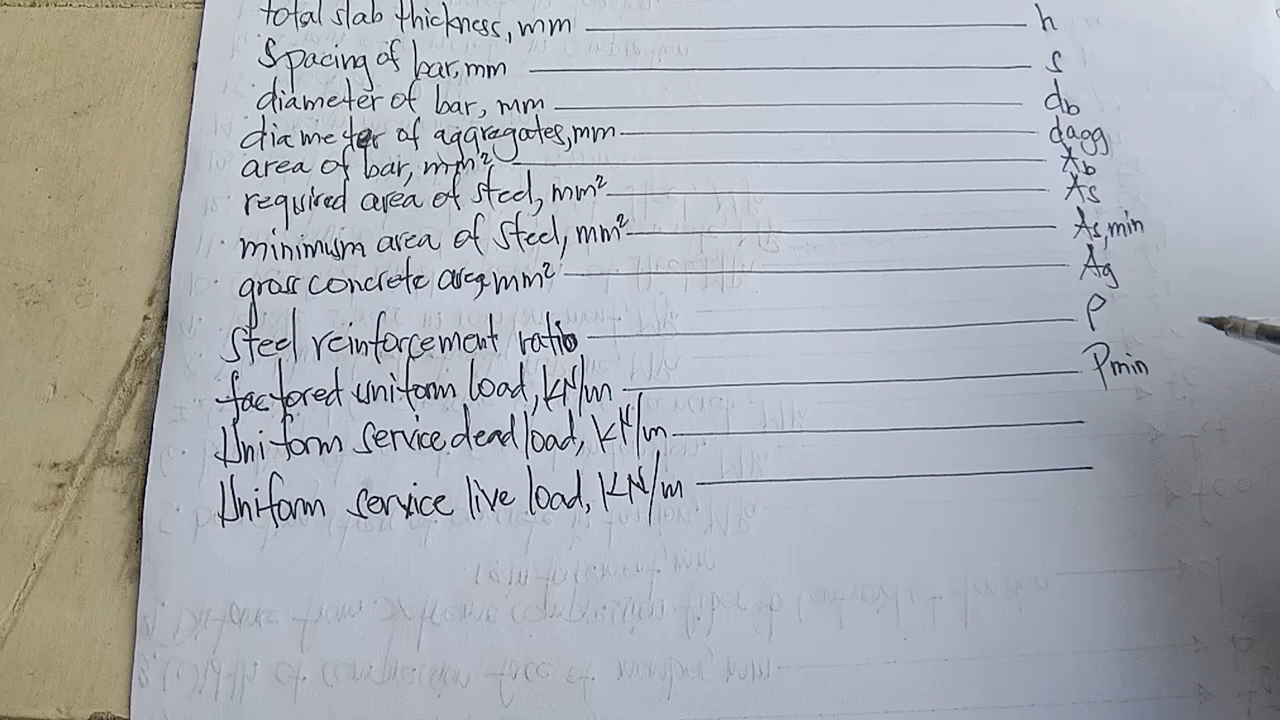 total slab thickness, mm h
Spacing of bar, mm s
diameter of bar, mm db
diameter of aggregates, mm dagg
area of bar, mm² Ab
required area of steel, mm² As
minimum area of steel, mm² As,min
gross concrete area, mm² Ag
steel reinforcement ratio ρ
factored uniform load, KN/m ρmin
Uniform service dead load, KN/m
Uniform service live load, KN/m